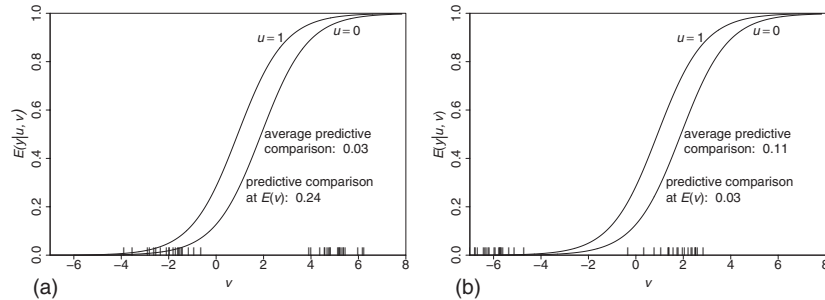 1.0
0.8
0.6
0.4
0.2
0.0
E(y|u, v)
u = 1
u = 0
average predictive
comparison: 0.03
predictive comparison
at E(v): 0.24
−6 −4 −2 0 2 4 6 8
v
(a)
1.0
0.8
0.6
0.4
0.2
0.0
E(y|u, v)
u = 1
u = 0
average predictive
comparison: 0.11
predictive comparison
at E(v): 0.03
−6 −4 −2 0 2 4 6 8
v
(b)